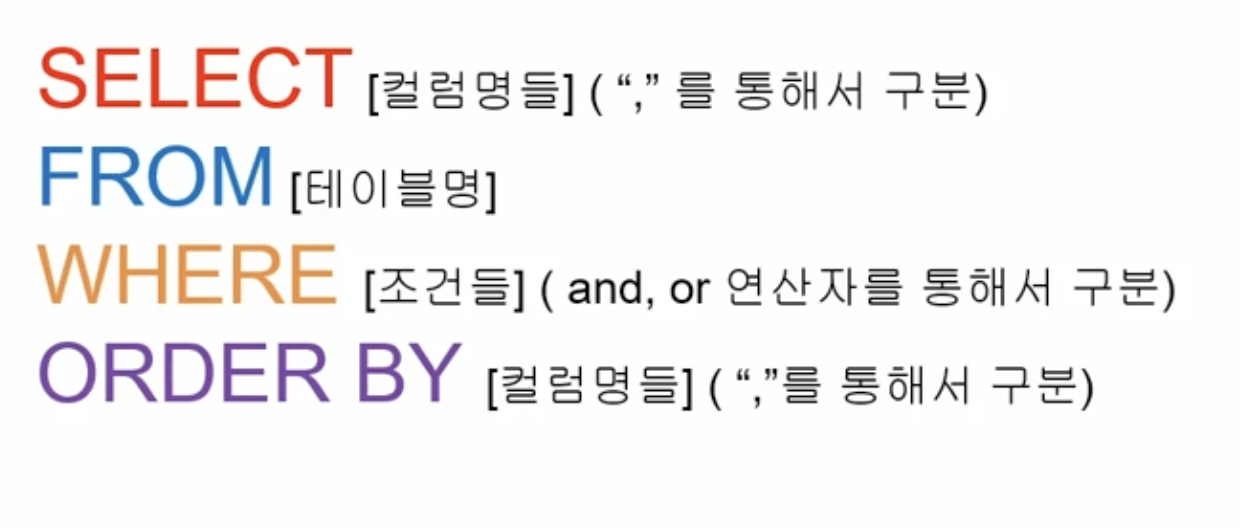 SELECT [컬럼명들] ( “,” 를 통해서 구분)
FROM [테이블명]
WHERE [조건들] ( and, or 연산자를 통해서 구분)
ORDER BY [컬럼명들] ( “,”를 통해서 구분)